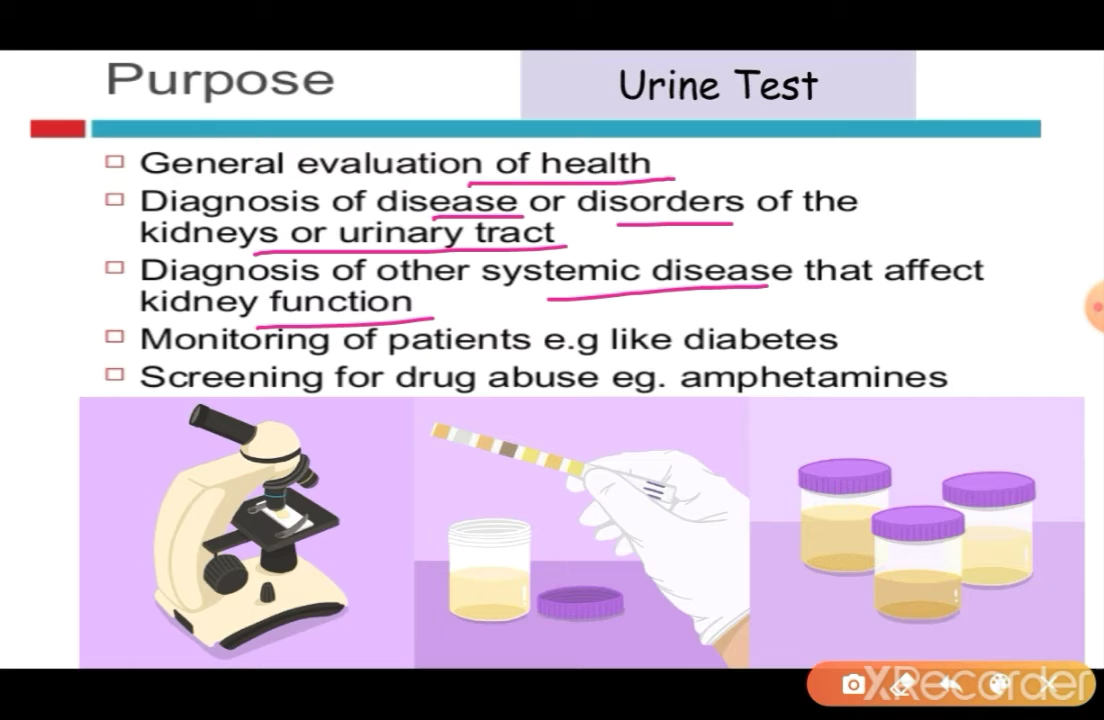 Purpose
Urine Test
General evaluation of health
Diagnosis of disease or disorders of the
kidneys or urinary tract
Diagnosis of other systemic disease that affect
kidney function
Monitoring of patients e.g like diabetes
Screening for drug abuse eg. amphetamines
XRecorder